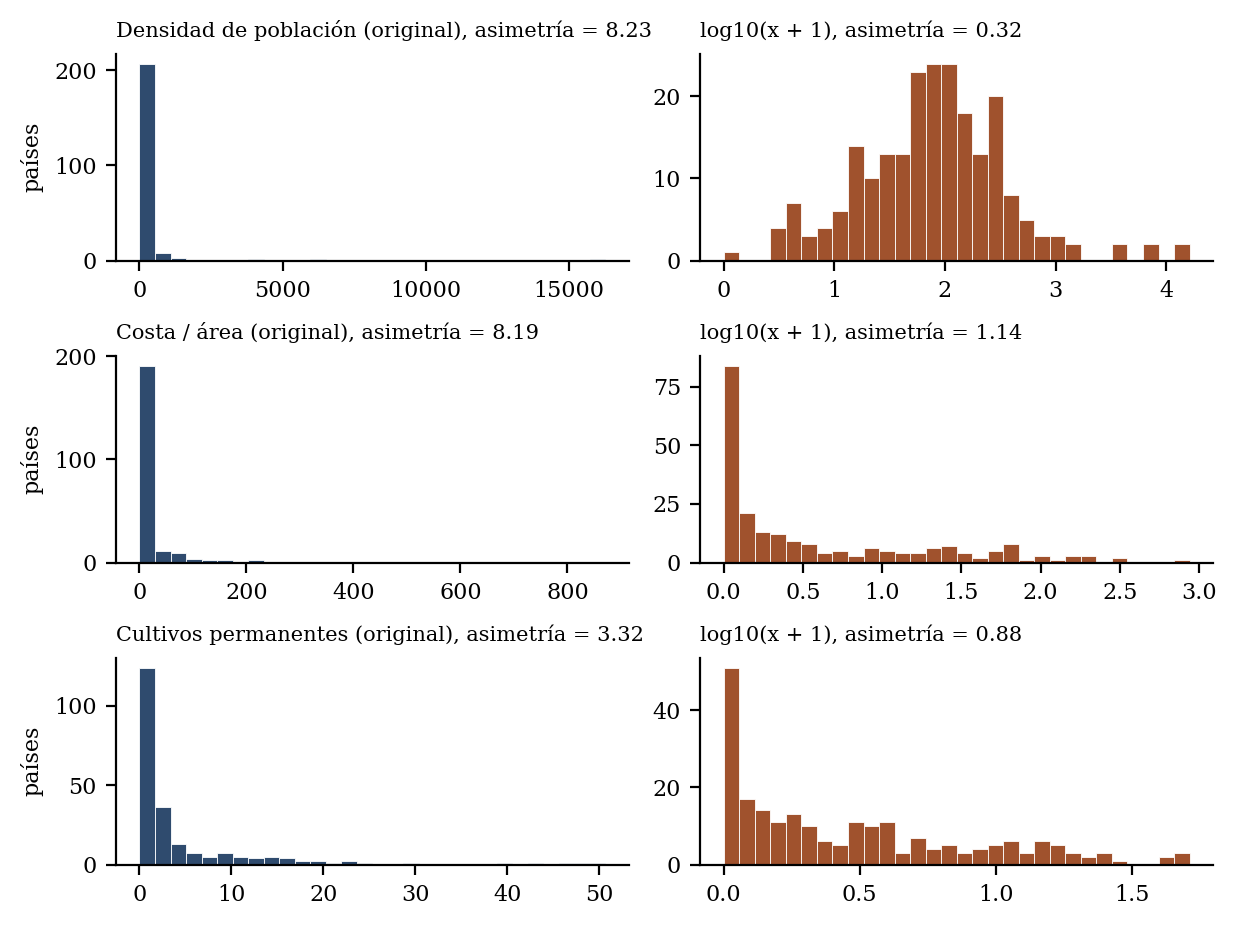 Densidad de población (original), asimetría = 8.23
log10(x + 1), asimetría = 0.32
países
200
100
0
0 5000 10000 15000
20
10
0
0 1 2 3 4
Costa / área (original), asimetría = 8.19
log10(x + 1), asimetría = 1.14
países
200
100
0
0 200 400 600 800
75
50
25
0
0.0 0.5 1.0 1.5 2.0 2.5 3.0
Cultivos permanentes (original), asimetría = 3.32
log10(x + 1), asimetría = 0.88
países
100
50
0
0 10 20 30 40 50
40
20
0
0.0 0.5 1.0 1.5